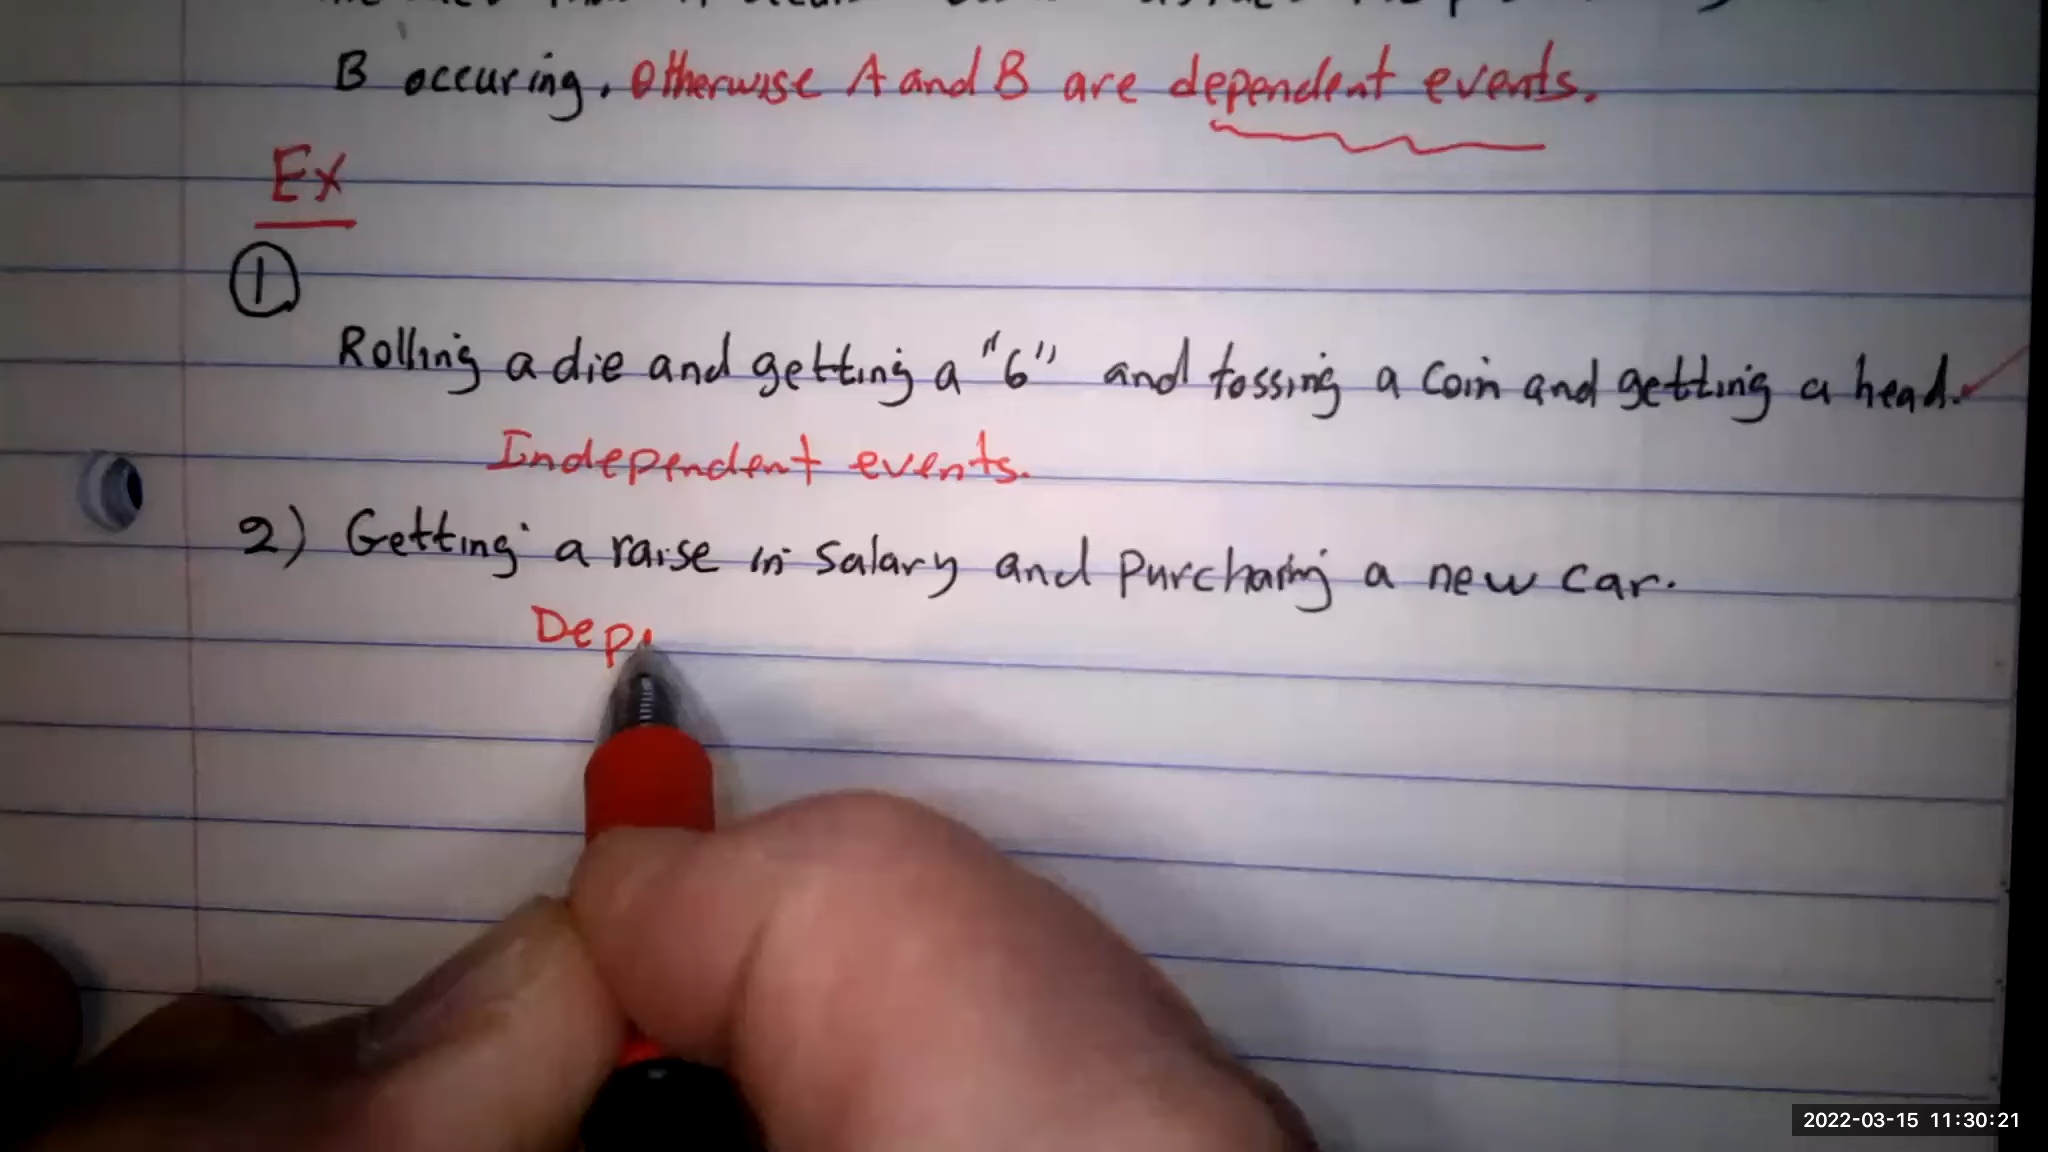 B occuring. Otherwise A and B are dependent events.
Ex
1
Rolling a die and getting a "6" and tossing a coin and getting a head.
Independent events.
2) Getting a raise in salary and purchasing a new car.
Dep
2022-03-15 11:30:21